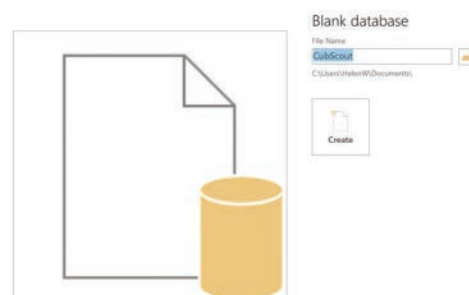 Blank database
File Name
CubScout
C:\Users\HelenW\Documents\
Create